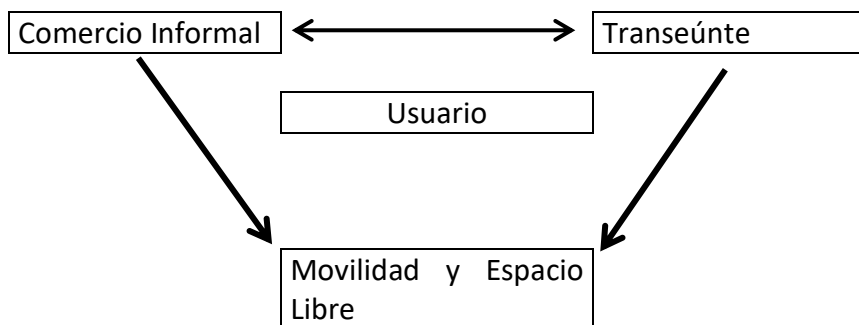 Comercio Informal
Transeúnte
Usuario
Movilidad y Espacio
Libre